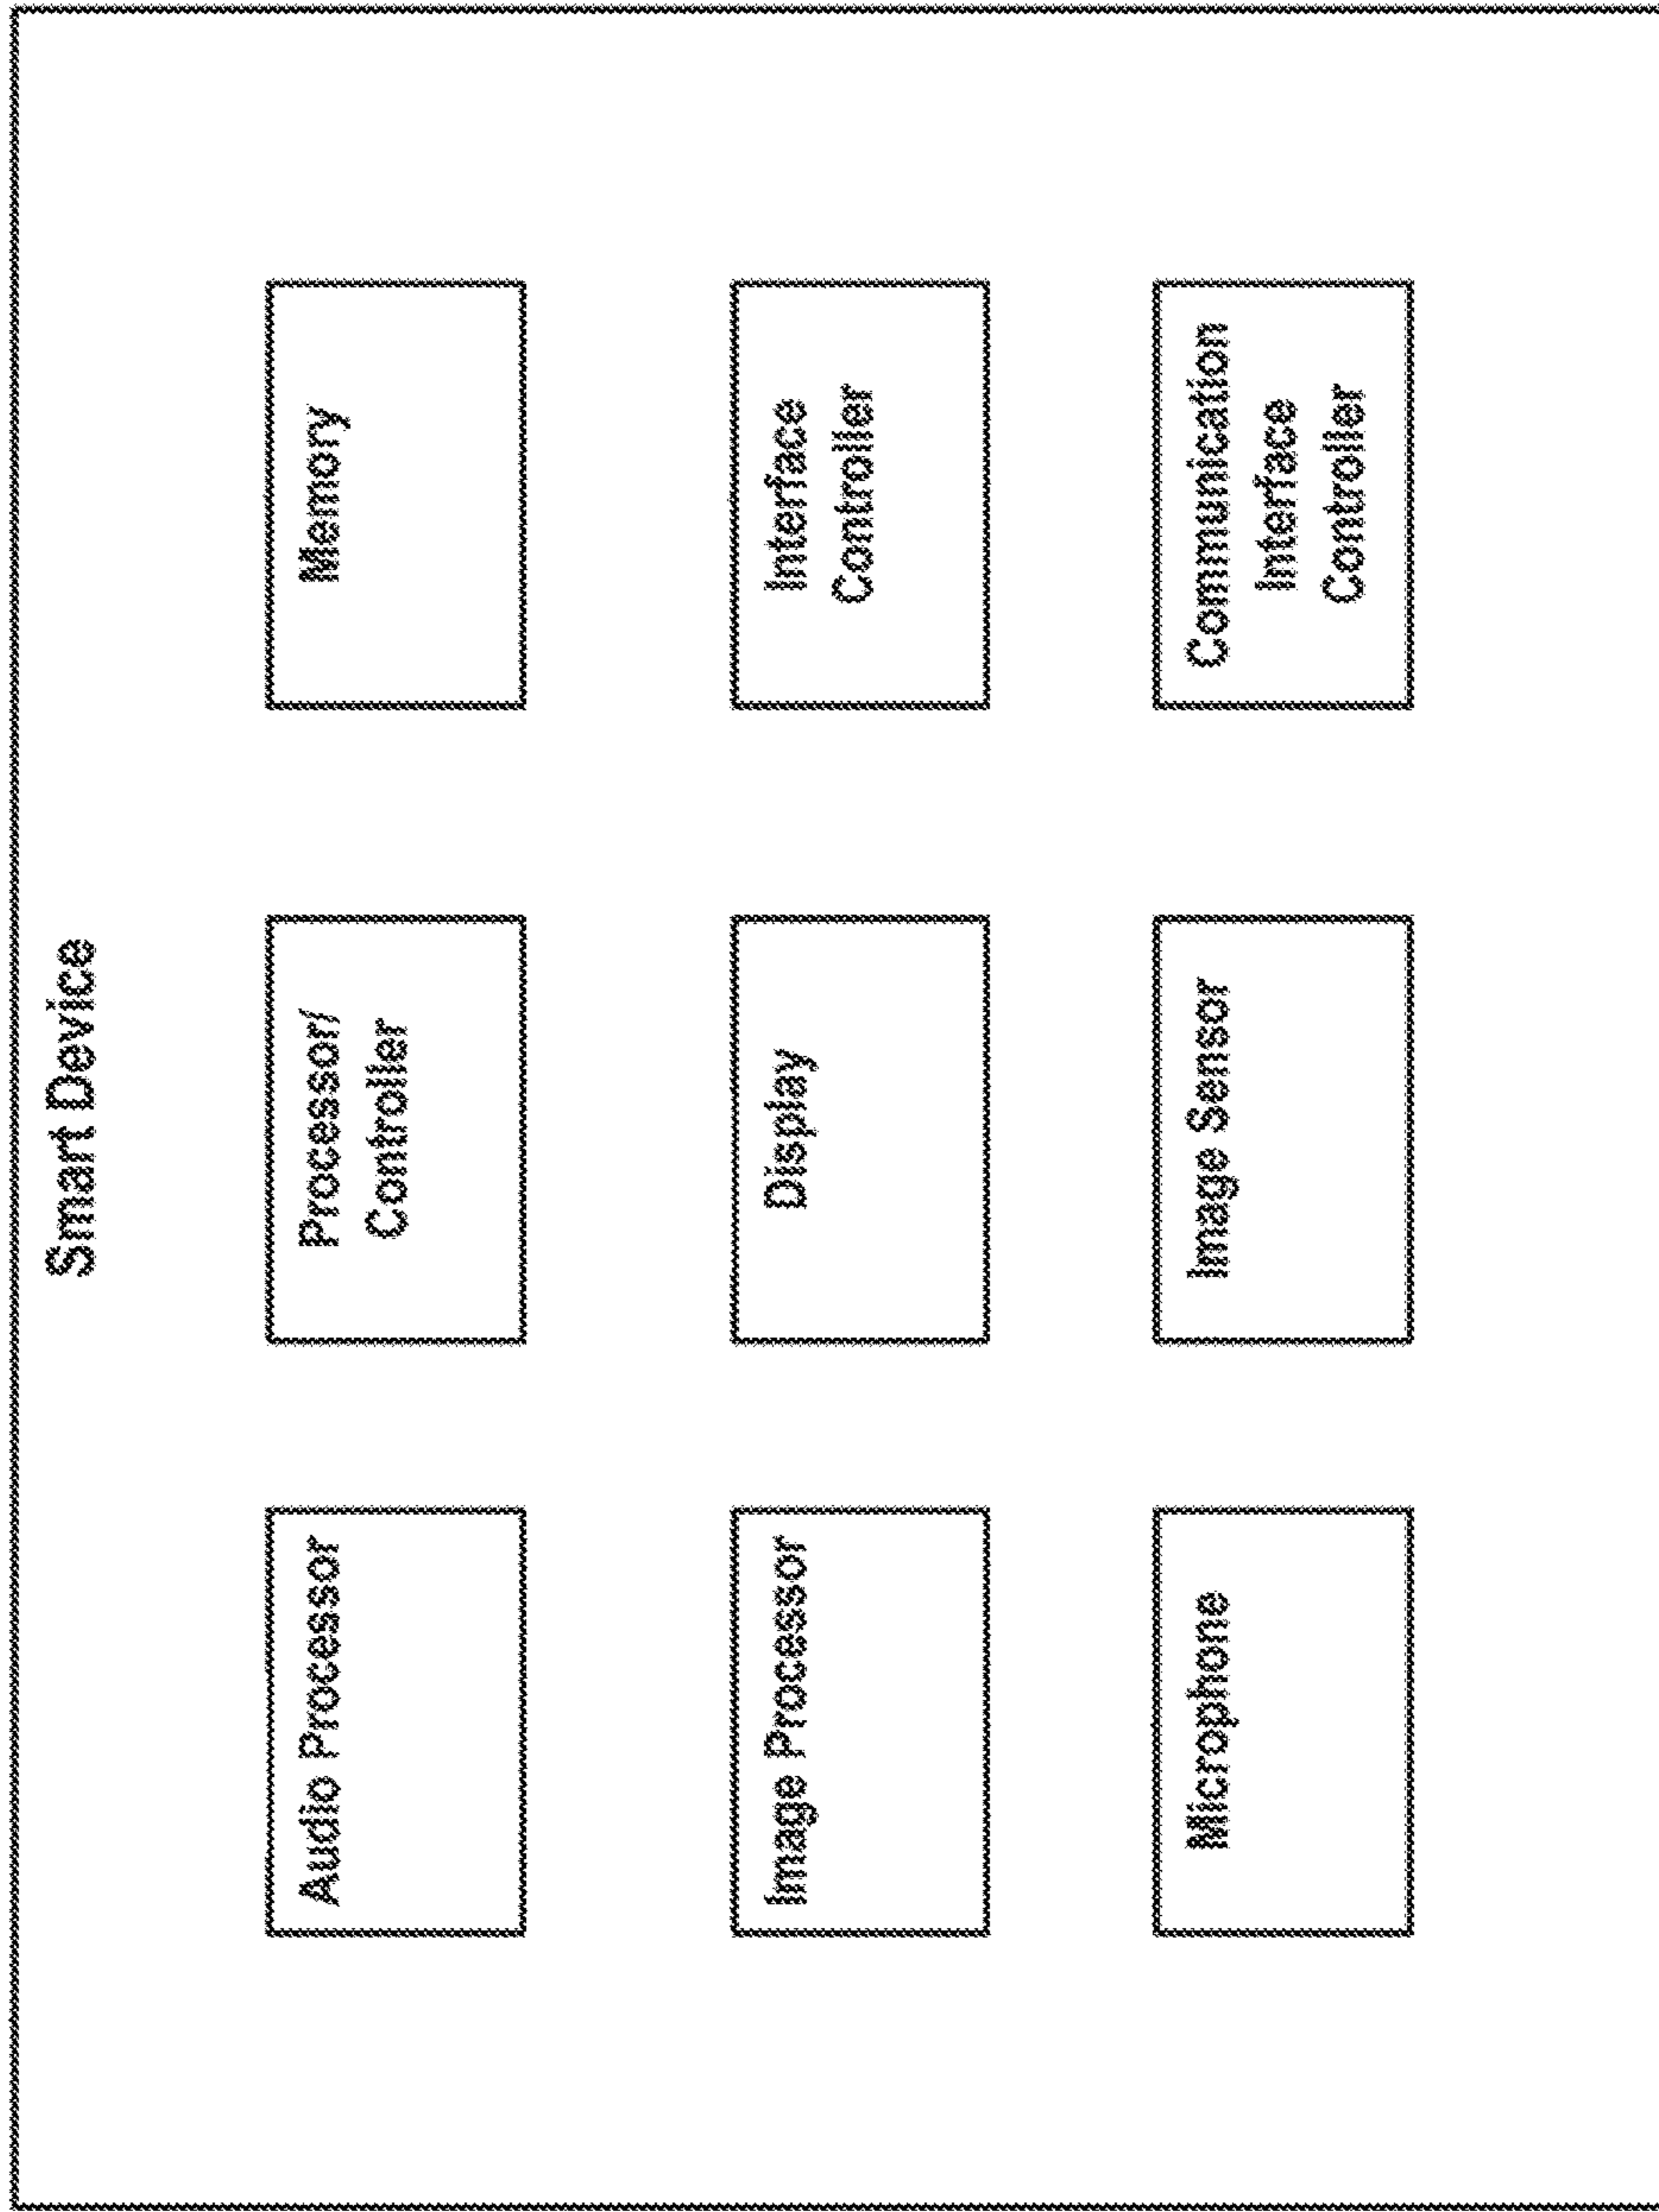 Smart Device
Audio Processor
Processor/
Controller
Memory
Image Processor
Display
Interface
Controller
Microphone
Image Sensor
Communication
Interface
Controller